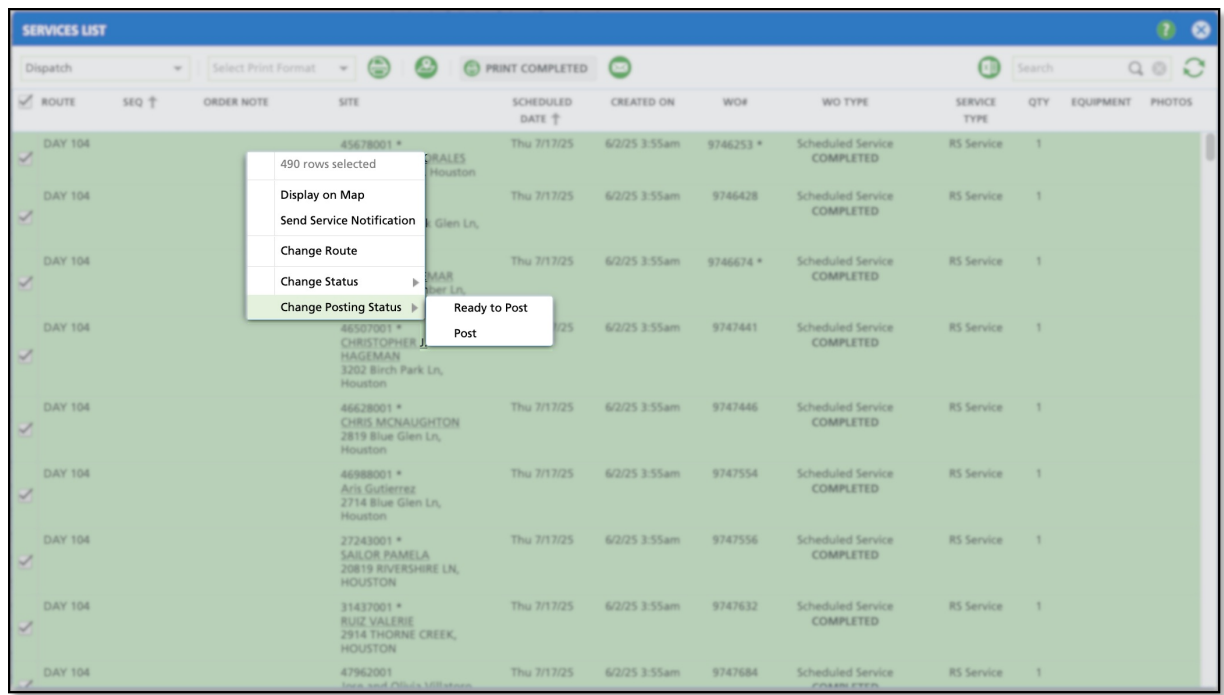 SERVICES LIST
Dispatch
Select Print Format
PRINT COMPLETED
Search
ROUTE SEQ ↑ ORDER NOTE SITE SCHEDULED DATE ↑ CREATED ON WO# WO TYPE SERVICE TYPE QTY EQUIPMENT PHOTOS
DAY 104 45678001 * Thu 7/17/25 6/2/25 3:55am 9746253 * Scheduled Service RS Service 1
COMPLETED
Houston
490 rows selected
Display on Map
Send Service Notification
Change Route
Change Status
Change Posting Status
Ready to Post
Post
DAY 104 Thu 7/17/25 6/2/25 3:55am 9746428 Scheduled Service RS Service 1
COMPLETED
Glen Ln,
DAY 104 Thu 7/17/25 6/2/25 3:55am 9746674 * Scheduled Service RS Service 1
COMPLETED
DAY 104 46507001 * 6/2/25 3:55am 9747441 Scheduled Service RS Service 1
CHRISTOPHER J. COMPLETED
HAGEMAN
3202 Birch Park Ln,
Houston
DAY 104 46628001 * Thu 7/17/25 6/2/25 3:55am 9747446 Scheduled Service RS Service 1
CHRIS MCNAUGHTON COMPLETED
2819 Blue Glen Ln,
Houston
DAY 104 46988001 * Thu 7/17/25 6/2/25 3:55am 9747554 Scheduled Service RS Service 1
Aris Gutierrez COMPLETED
2714 Blue Glen Ln,
Houston
DAY 104 27243001 * Thu 7/17/25 6/2/25 3:55am 9747556 Scheduled Service RS Service 1
SAILOR PAMELA COMPLETED
20819 RIVERSHIRE LN,
HOUSTON
DAY 104 31437001 * Thu 7/17/25 6/2/25 3:55am 9747632 Scheduled Service RS Service 1
RUIZ VALERIE COMPLETED
2914 THORNE CREEK,
HOUSTON
DAY 104 47962001 Thu 7/17/25 6/2/25 3:55am 9747684 Scheduled Service RS Service 1
COMPLETED